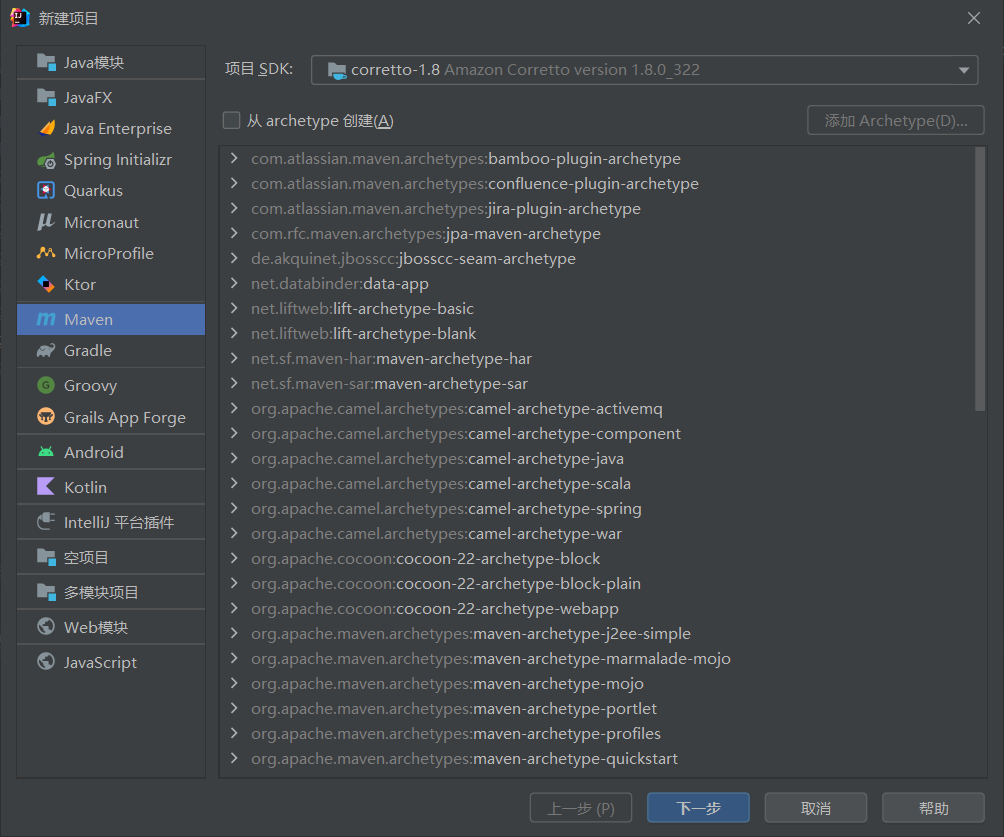 新建项目
Java模块
JavaFX
Java Enterprise
Spring Initializr
Quarkus
Micronaut
MicroProfile
Ktor
Maven
Gradle
Groovy
Grails App Forge
Android
Kotlin
IntelliJ 平台插件
空项目
多模块项目
Web模块
JavaScript
项目 SDK: corretto-1.8 Amazon Corretto version 1.8.0_322
从 archetype 创建(A) 添加 Archetype(D)...
com.atlassian.maven.archetypes:bamboo-plugin-archetype
com.atlassian.maven.archetypes:confluence-plugin-archetype
com.atlassian.maven.archetypes:jira-plugin-archetype
com.rfc.maven.archetypes:jpa-maven-archetype
de.akquinet.jbosscc:jbosscc-seam-archetype
net.databinder:data-app
net.liftweb:lift-archetype-basic
net.liftweb:lift-archetype-blank
net.sf.maven-har:maven-archetype-har
net.sf.maven-sar:maven-archetype-sar
org.apache.camel.archetypes:camel-archetype-activemq
org.apache.camel.archetypes:camel-archetype-component
org.apache.camel.archetypes:camel-archetype-java
org.apache.camel.archetypes:camel-archetype-scala
org.apache.camel.archetypes:camel-archetype-spring
org.apache.camel.archetypes:camel-archetype-war
org.apache.cocoon:cocoon-22-archetype-block
org.apache.cocoon:cocoon-22-archetype-block-plain
org.apache.cocoon:cocoon-22-archetype-webapp
org.apache.maven.archetypes:maven-archetype-j2ee-simple
org.apache.maven.archetypes:maven-archetype-marmalade-mojo
org.apache.maven.archetypes:maven-archetype-mojo
org.apache.maven.archetypes:maven-archetype-portlet
org.apache.maven.archetypes:maven-archetype-profiles
org.apache.maven.archetypes:maven-archetype-quickstart
上一步 (P) 下一步 取消 帮助